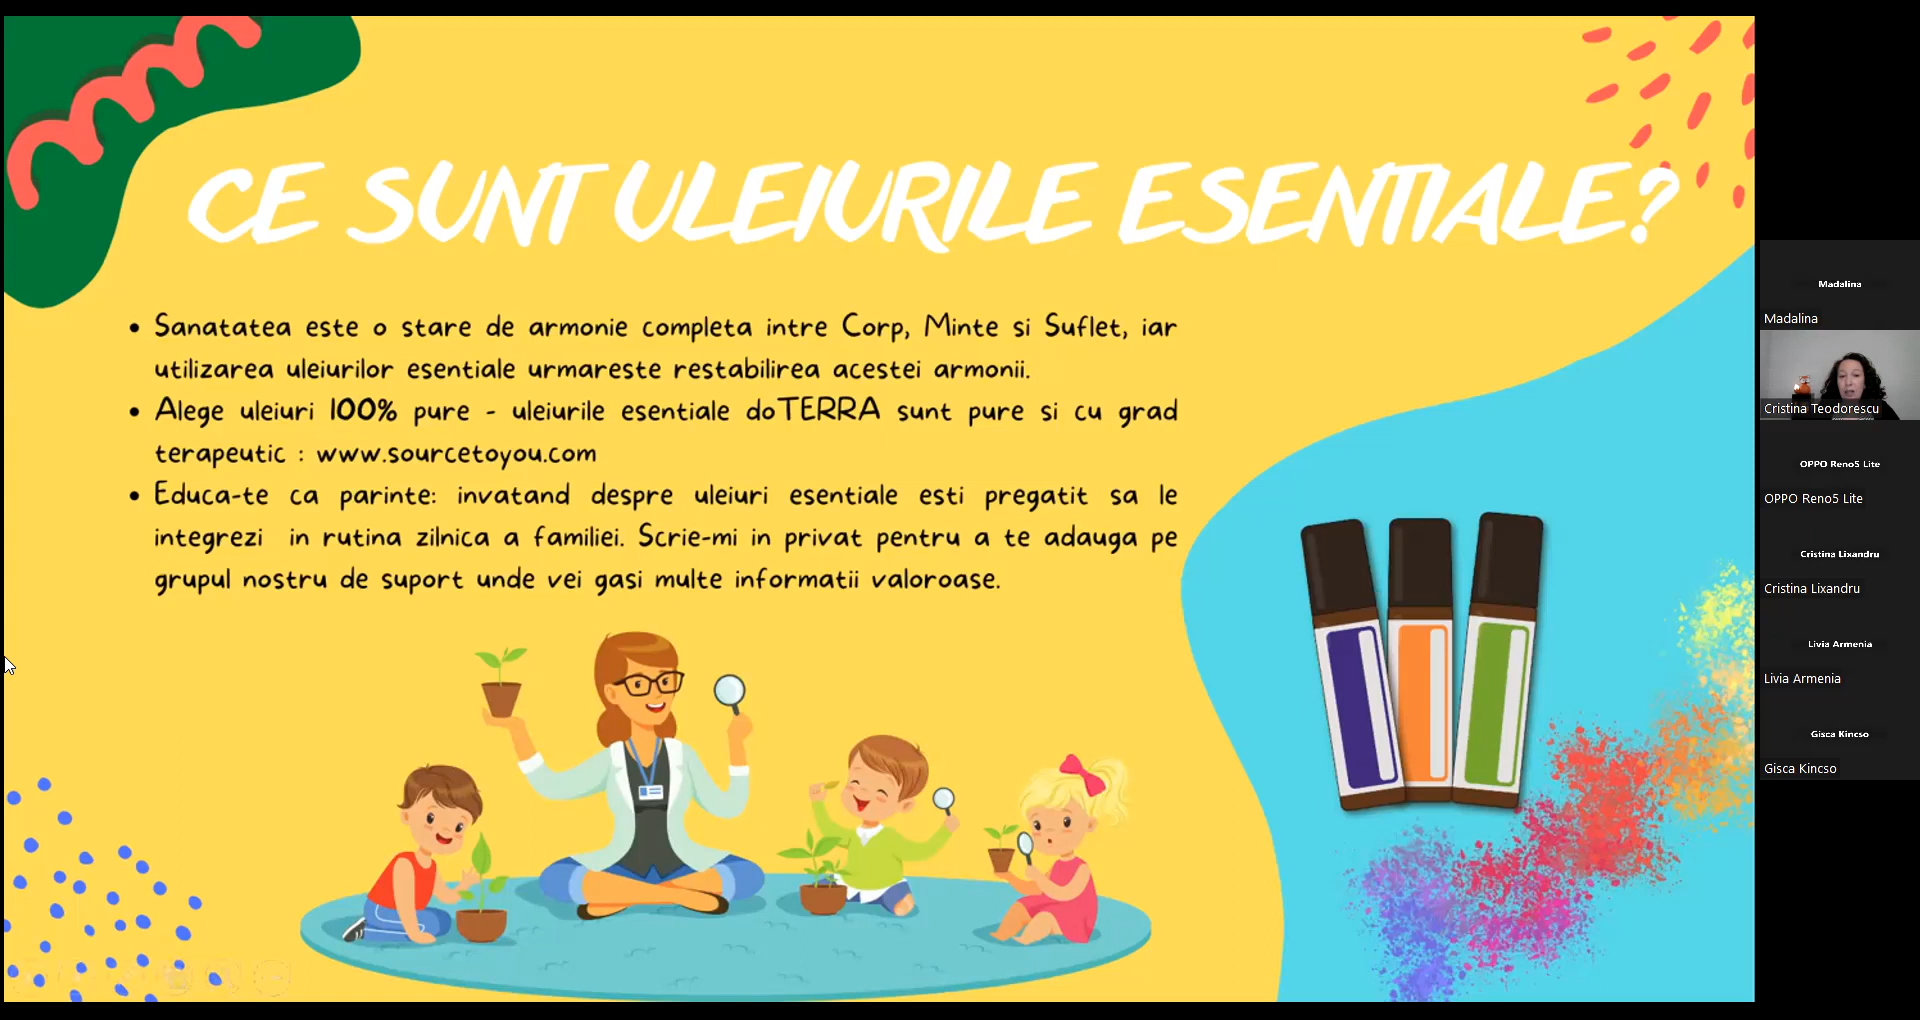 CE SUNT ULEIURILE ESENTIALE?
Sanatatea este o stare de armonie completa intre Corp, Minte si Suflet, iar
utilizarea uleiurilor esentiale urmareste restabilirea acestei armonii.
Alege uleiuri 100% pure - uleiurile esentiale doTERRA sunt pure si cu grad
terapeutic : www.sourcetoyou.com
Educa-te ca parinte: invatand despre uleiuri esentiale esti pregatit sa le
integrezi in rutina zilnica a familiei. Scrie-mi in privat pentru a te adauga pe
grupul nostru de suport unde vei gasi multe informatii valoroase.
Madalina
Madalina
Cristina Teodorescu
OPPO Reno5 Lite
OPPO Reno5 Lite
Cristina Lixandru
Cristina Lixandru
Livia Armenia
Livia Armenia
Gisca Kincso
Gisca Kincso